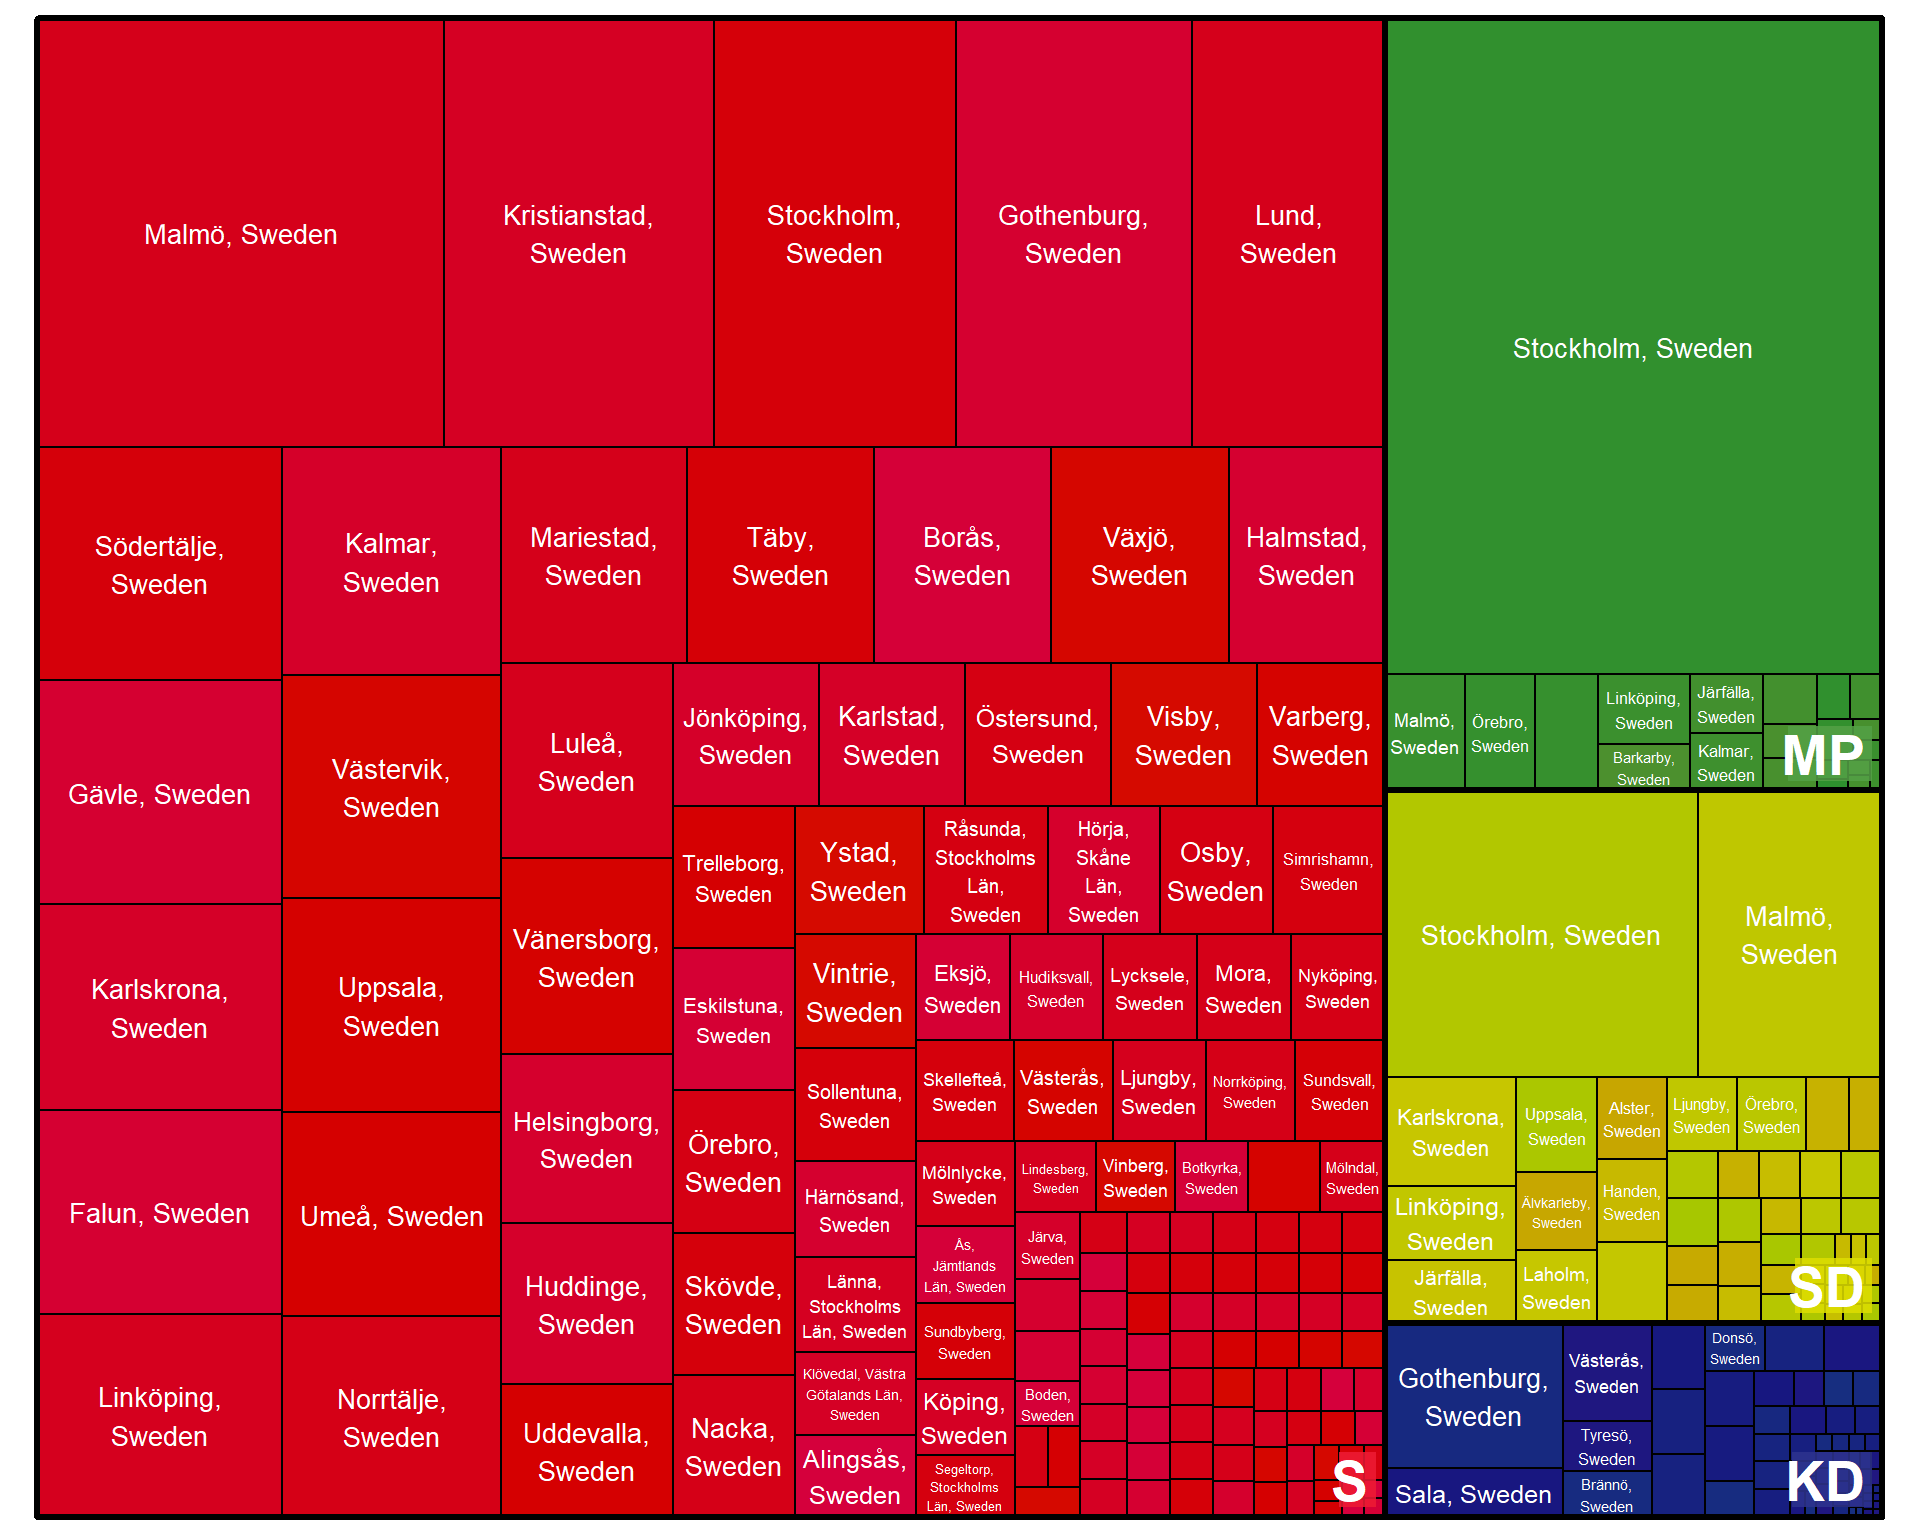 Malmö, Sweden
Kristianstad,
Sweden
Stockholm,
Sweden
Gothenburg,
Sweden
Lund,
Sweden
Södertälje,
Sweden
Kalmar,
Sweden
Mariestad,
Sweden
Täby,
Sweden
Borås,
Sweden
Växjö,
Sweden
Halmstad,
Sweden
Gävle, Sweden
Västervik,
Sweden
Luleå,
Sweden
Jönköping,
Sweden
Karlstad,
Sweden
Östersund,
Sweden
Visby,
Sweden
Varberg,
Sweden
Karlskrona,
Sweden
Uppsala,
Sweden
Vänersborg,
Sweden
Trelleborg,
Sweden
Ystad,
Sweden
Råsunda,
Stockholms
Län,
Sweden
Hörja,
Skåne
Län,
Sweden
Osby,
Sweden
Simrishamn,
Sweden
Vintrie,
Sweden
Eksjö,
Sweden
Hudiksvall,
Sweden
Lycksele,
Sweden
Mora,
Sweden
Nyköping,
Sweden
Eskilstuna,
Sweden
Falun, Sweden
Umeå, Sweden
Helsingborg,
Sweden
Örebro,
Sweden
Sollentuna,
Sweden
Skellefteå,
Sweden
Västerås,
Sweden
Ljungby,
Sweden
Norrköping,
Sweden
Sundsvall,
Sweden
Härnösand,
Sweden
Mölnlycke,
Sweden
Lindesberg,
Sweden
Vinberg,
Sweden
Botkyrka,
Sweden
Mölndal,
Sweden
Huddinge,
Sweden
Skövde,
Sweden
Länna,
Stockholms
Län, Sweden
Ås,
Jämtlands
Län, Sweden
Järva,
Sweden
Sundbyberg,
Sweden
Linköping,
Sweden
Norrtälje,
Sweden
Uddevalla,
Sweden
Nacka,
Sweden
Klövedal, Västra
Götalands Län,
Sweden
Köping,
Sweden
Boden,
Sweden
Alingsås,
Sweden
Segeltorp,
Stockholms
Län, Sweden
S
Stockholm, Sweden
Malmö,
Sweden
Örebro,
Sweden
Linköping,
Sweden
Barkarby,
Sweden
Järfälla,
Sweden
Kalmar,
Sweden
MP
Stockholm, Sweden
Malmö,
Sweden
Karlskrona,
Sweden
Uppsala,
Sweden
Alster,
Sweden
Ljungby,
Sweden
Örebro,
Sweden
Linköping,
Sweden
Älvkarleby,
Sweden
Handen,
Sweden
Järfälla,
Sweden
Laholm,
Sweden
SD
Gothenburg,
Sweden
Västerås,
Sweden
Donsö,
Sweden
Tyresö,
Sweden
Sala, Sweden
Brännö,
Sweden
KD